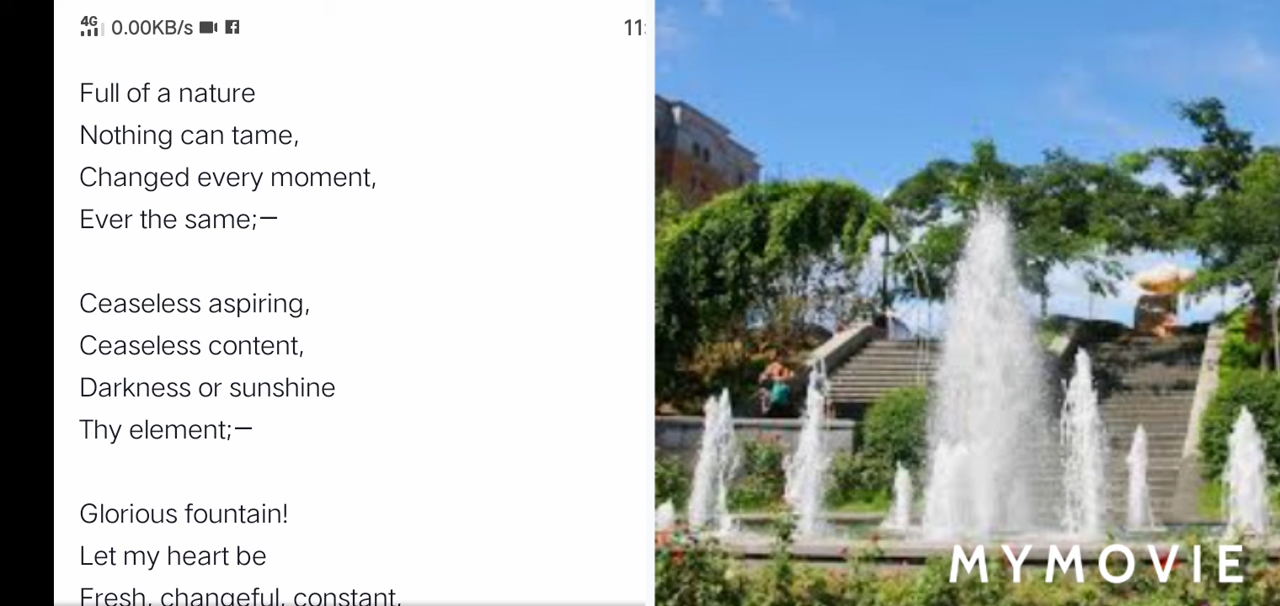 4G 0.00KB/s 11:
Full of a nature
Nothing can tame,
Changed every moment,
Ever the same;—
Ceaseless aspiring,
Ceaseless content,
Darkness or sunshine
Thy element;—
Glorious fountain!
Let my heart be
Fresh, changeful, constant,
MYMOVIE